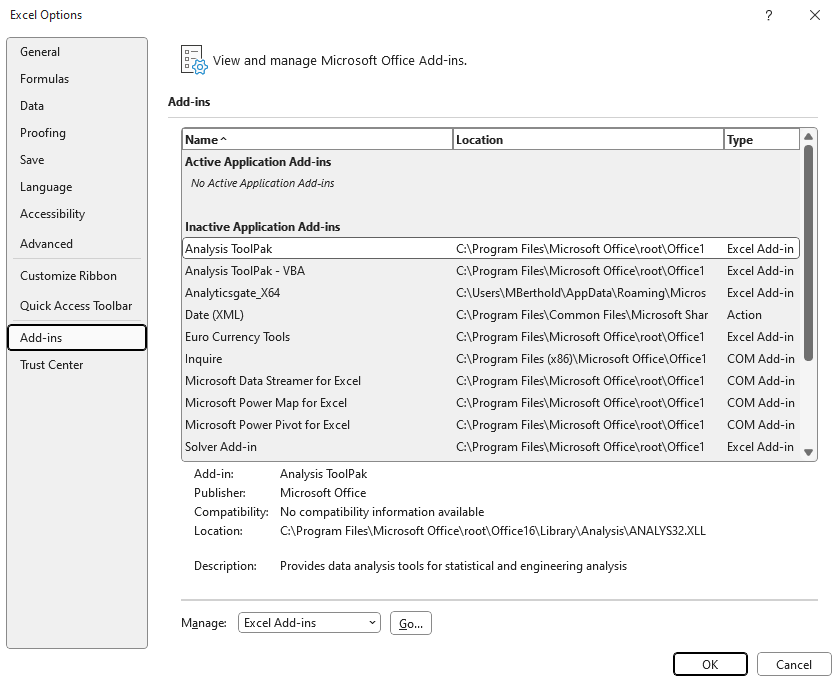 Excel Options
?
General
Formulas
Data
Proofing
Save
Language
Accessibility
Advanced
Customize Ribbon
Quick Access Toolbar
Add-ins
Trust Center
View and manage Microsoft Office Add-ins.
Add-ins
Name Location Type
Active Application Add-ins
No Active Application Add-ins
Inactive Application Add-ins
Analysis ToolPak C:\Program Files\Microsoft Office\root\Office1 Excel Add-in
Analysis ToolPak - VBA C:\Program Files\Microsoft Office\root\Office1 Excel Add-in
Analyticsgate_X64 C:\Users\MBerthold\AppData\Roaming\Micros Excel Add-in
Date (XML) C:\Program Files\Common Files\Microsoft Shar Action
Euro Currency Tools C:\Program Files\Microsoft Office\root\Office1 Excel Add-in
Inquire C:\Program Files (x86)\Microsoft Office\Office1 COM Add-in
Microsoft Data Streamer for Excel C:\Program Files\Microsoft Office\root\Office1 COM Add-in
Microsoft Power Map for Excel C:\Program Files\Microsoft Office\root\Office1 COM Add-in
Microsoft Power Pivot for Excel C:\Program Files\Microsoft Office\root\Office1 COM Add-in
Solver Add-in C:\Program Files\Microsoft Office\root\Office1 Excel Add-in
Add-in: Analysis ToolPak
Publisher: Microsoft Office
Compatibility: No compatibility information available
Location: C:\Program Files\Microsoft Office\root\Office16\Library\Analysis\ANALYS32.XLL
Description: Provides data analysis tools for statistical and engineering analysis
Manage: Excel Add-ins Go...
OK Cancel